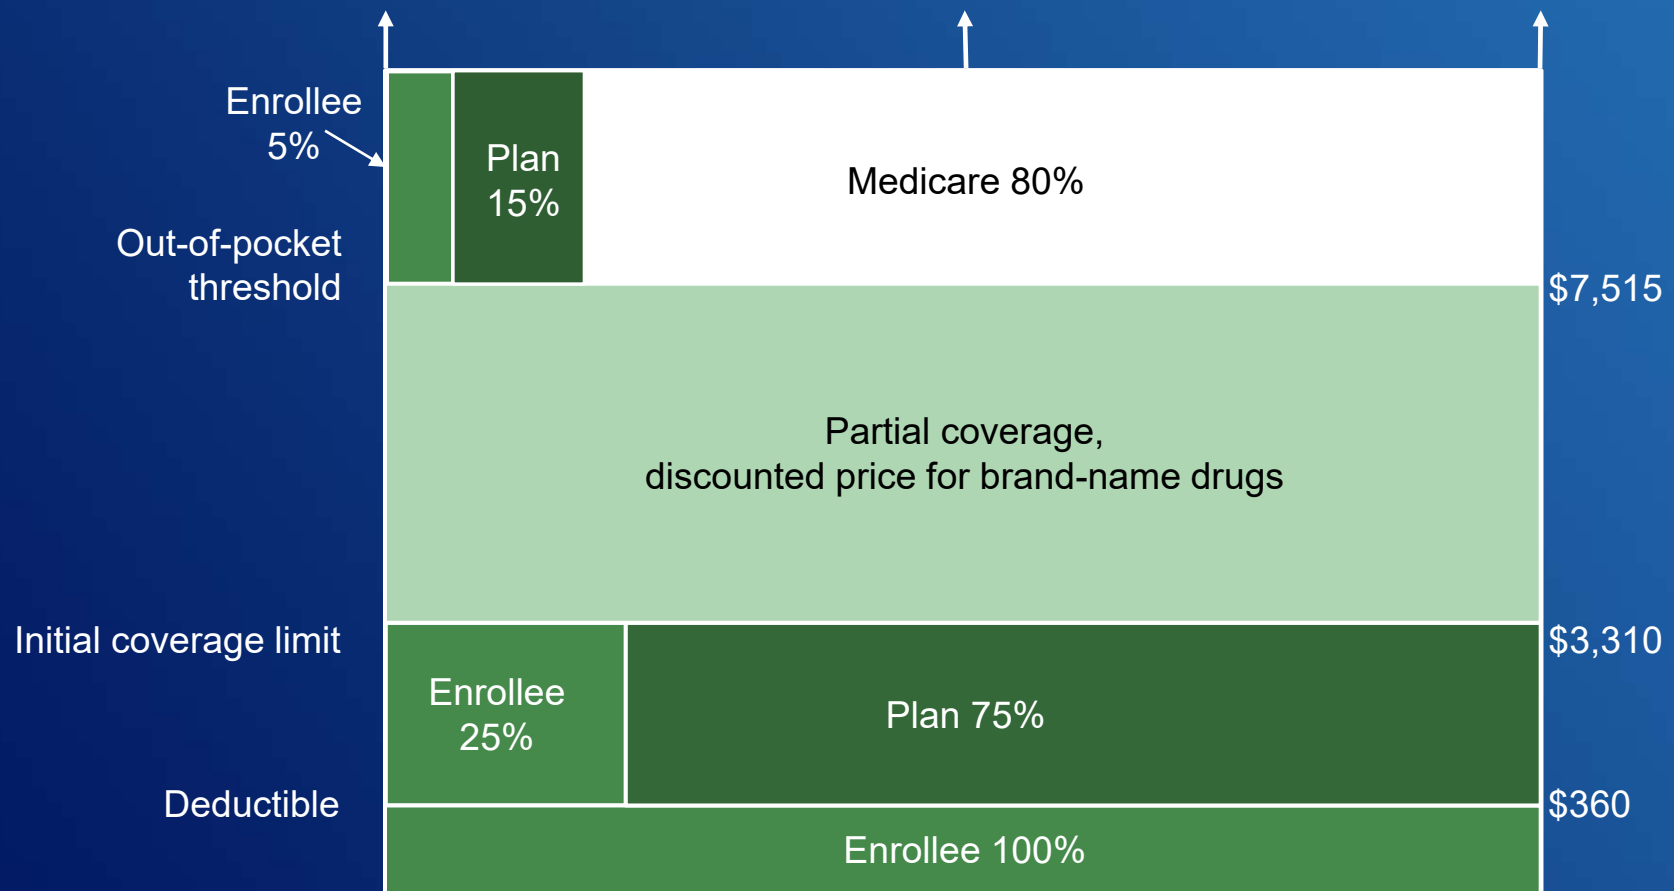 Enrollee
5%
Plan
15%
Medicare 80%
Out-of-pocket
threshold
$7,515
Partial coverage,
discounted price for brand-name drugs
Initial coverage limit
$3,310
Enrollee
25%
Plan 75%
Deductible
$360
Enrollee 100%